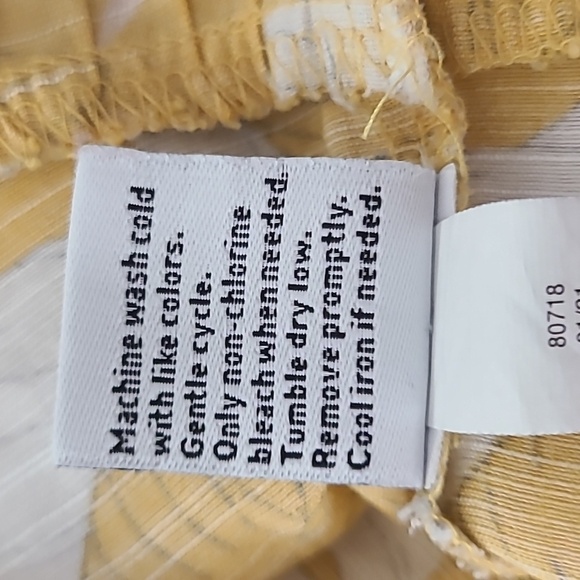 Machine wash cold
with like colors.
Gentle cycle.
Only non-chlorine
bleach when needed.
Tumble dry low.
Remove promptly.
Cool iron if needed.
80718